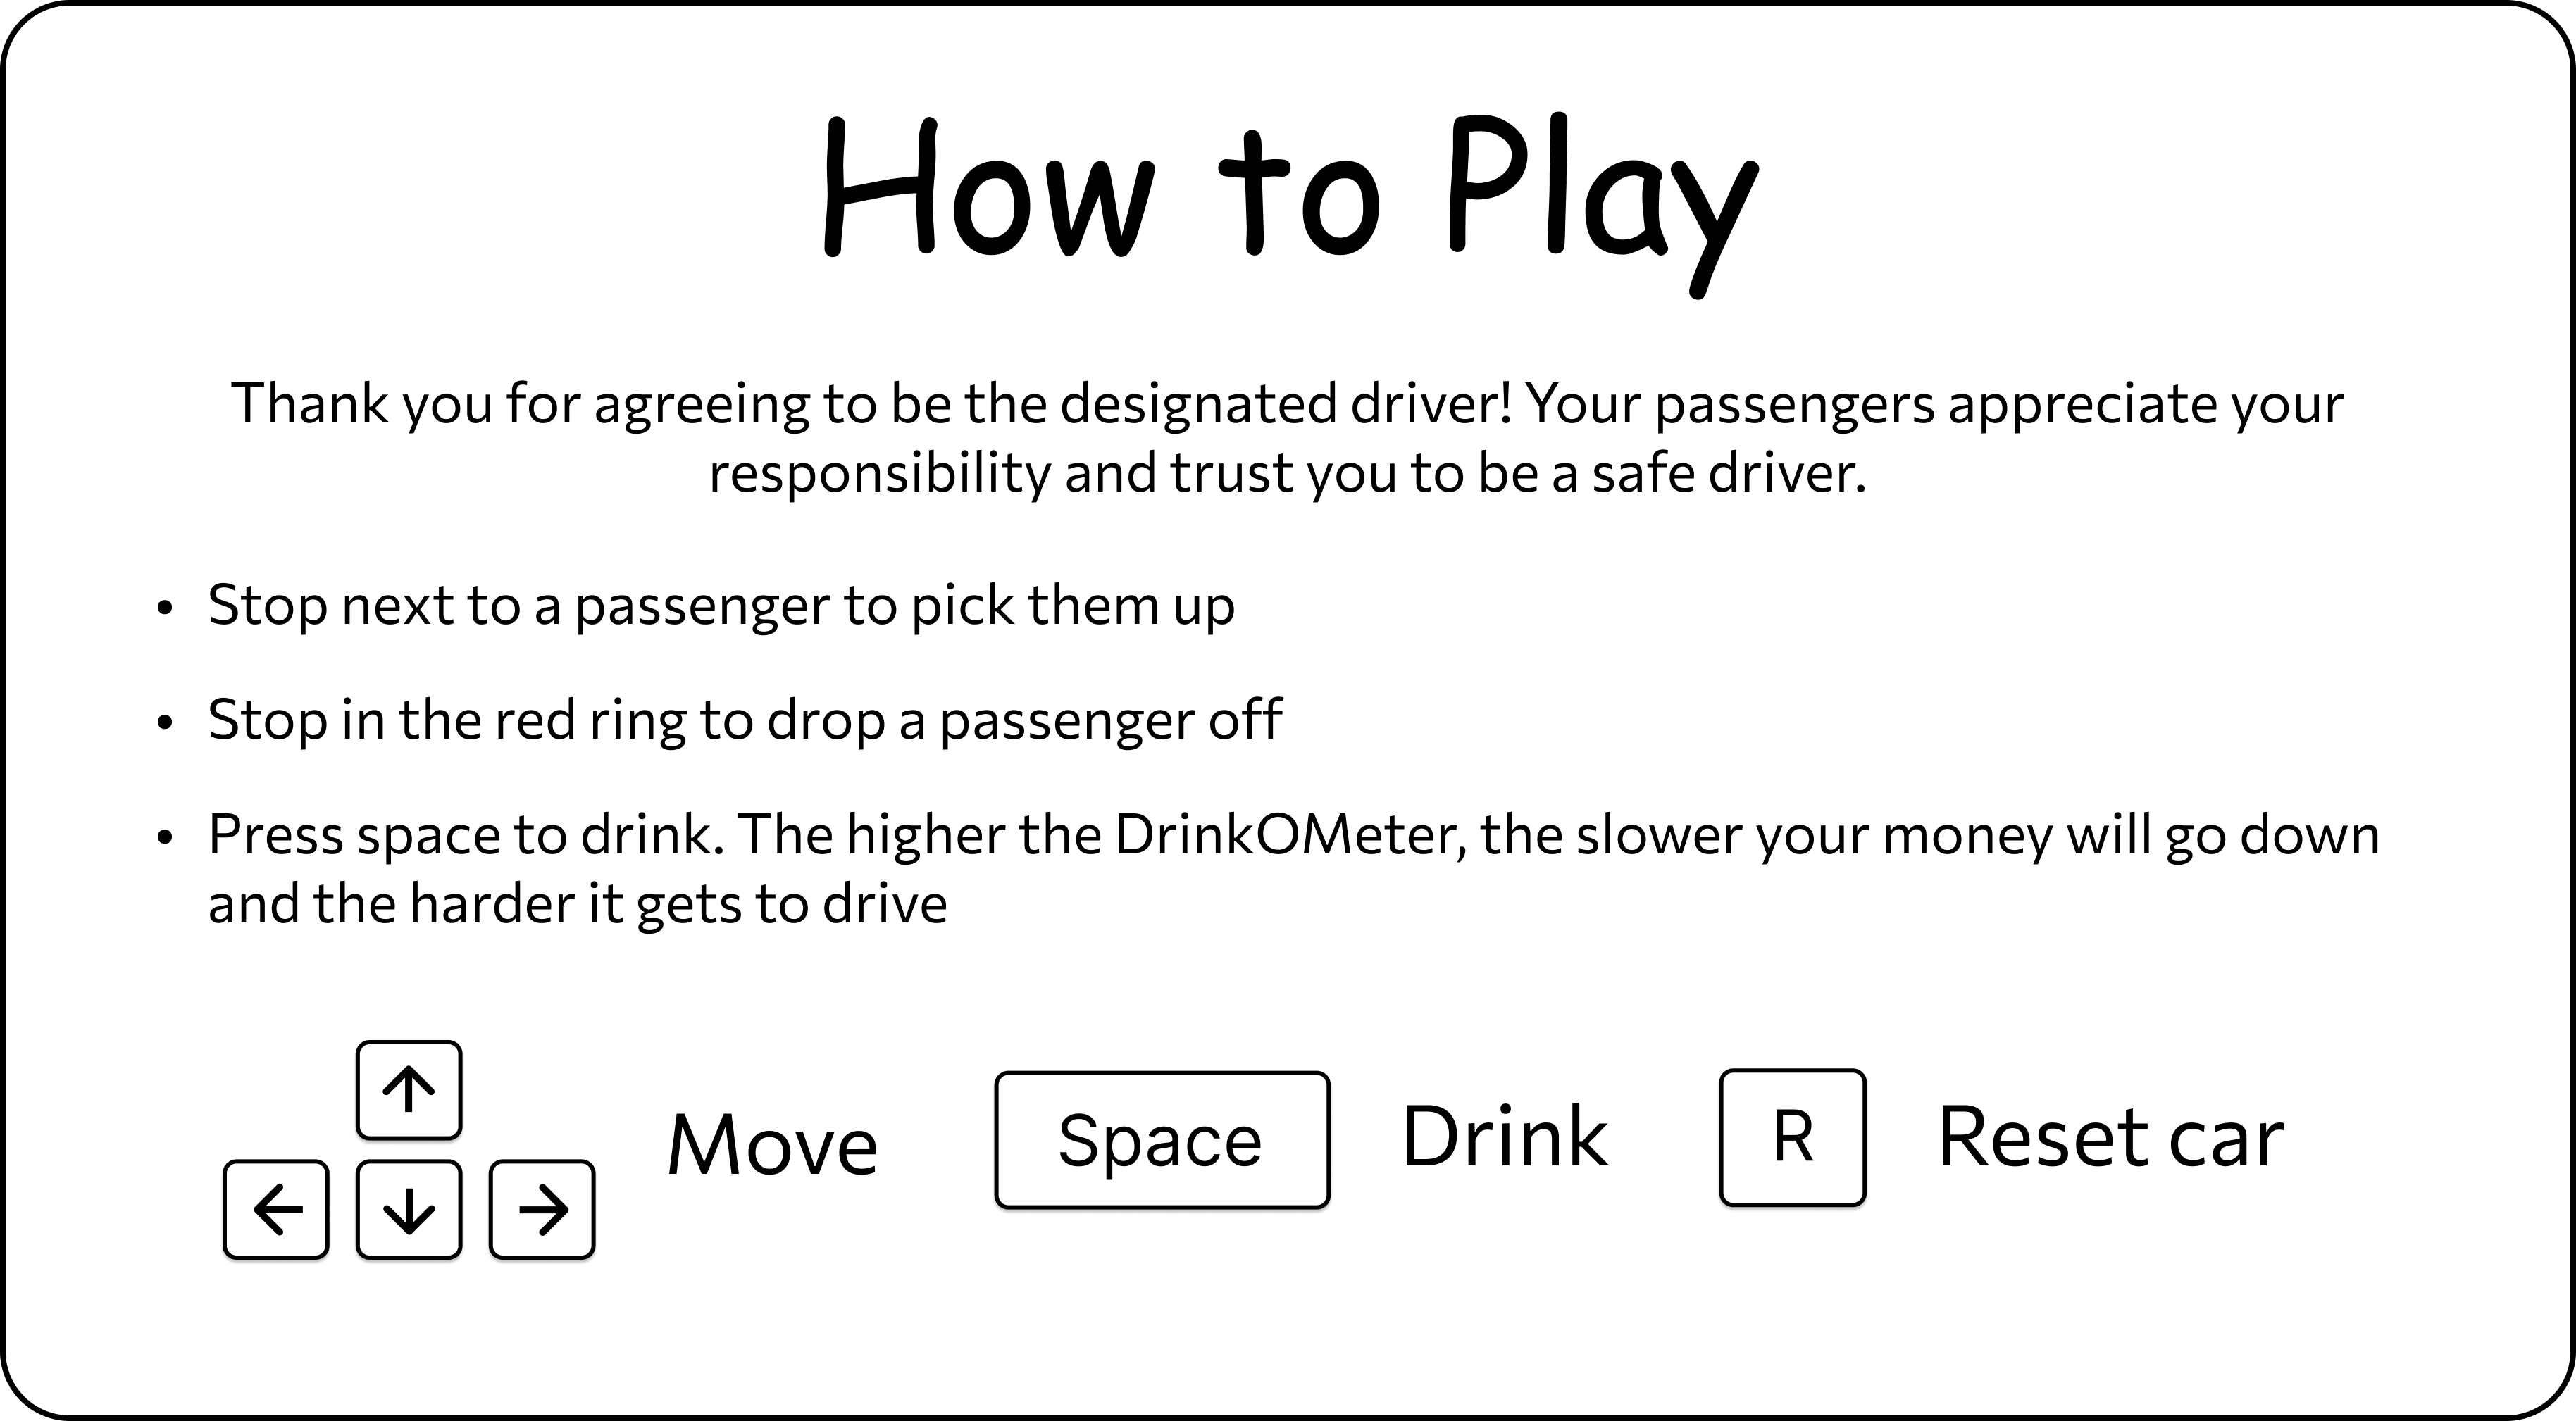 How to Play
Thank you for agreeing to be the designated driver! Your passengers appreciate your
responsibility and trust you to be a safe driver.
• Stop next to a passenger to pick them up
• Stop in the red ring to drop a passenger off
• Press space to drink. The higher the DrinkOMeter, the slower your money will go down
and the harder it gets to drive
↑
← ↓ → Move Space Drink R Reset car